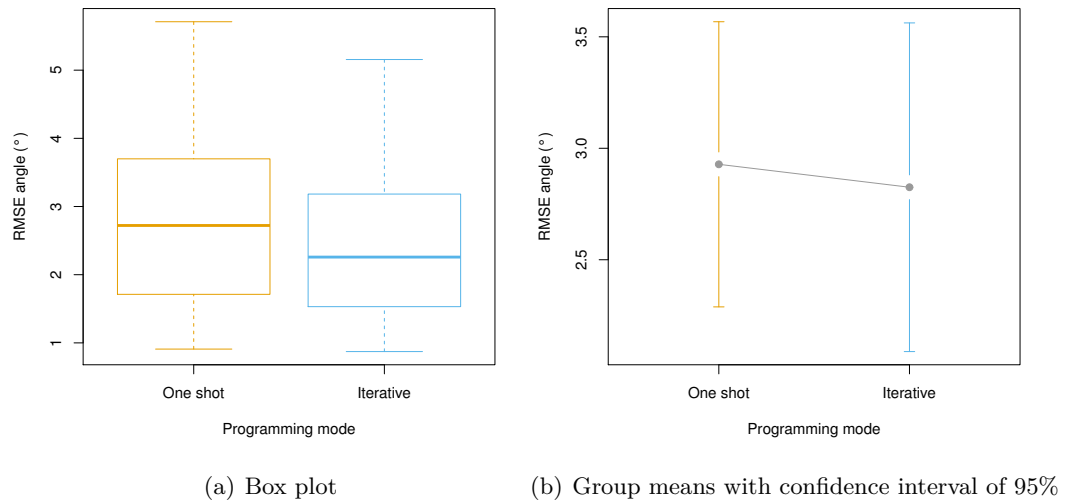 RMSE angle (°)
5
4
3
2
1
One shot
Iterative
Programming mode
(a) Box plot
RMSE angle (°)
3.5
3.0
2.5
One shot
Iterative
Programming mode
(b) Group means with confidence interval of 95%